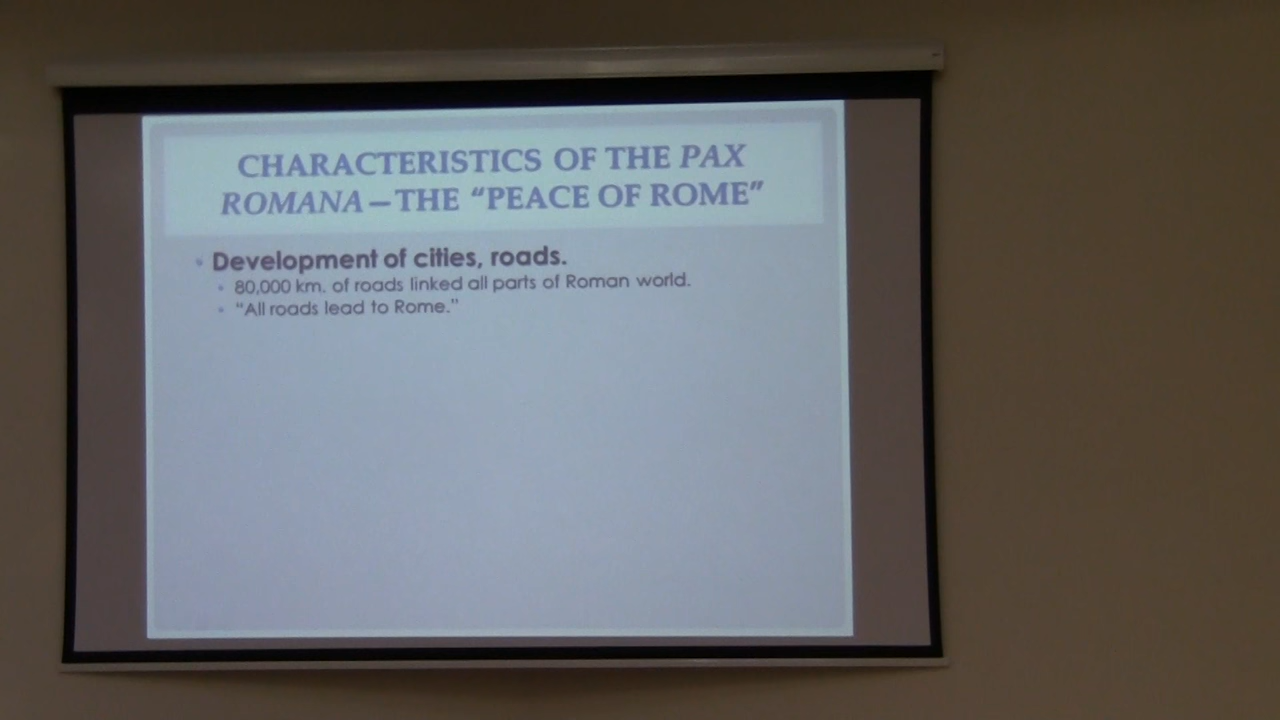 CHARACTERISTICS OF THE PAX
ROMANA—THE “PEACE OF ROME”
• Development of cities, roads.
• 80,000 km. of roads linked all parts of Roman world.
• “All roads lead to Rome.”